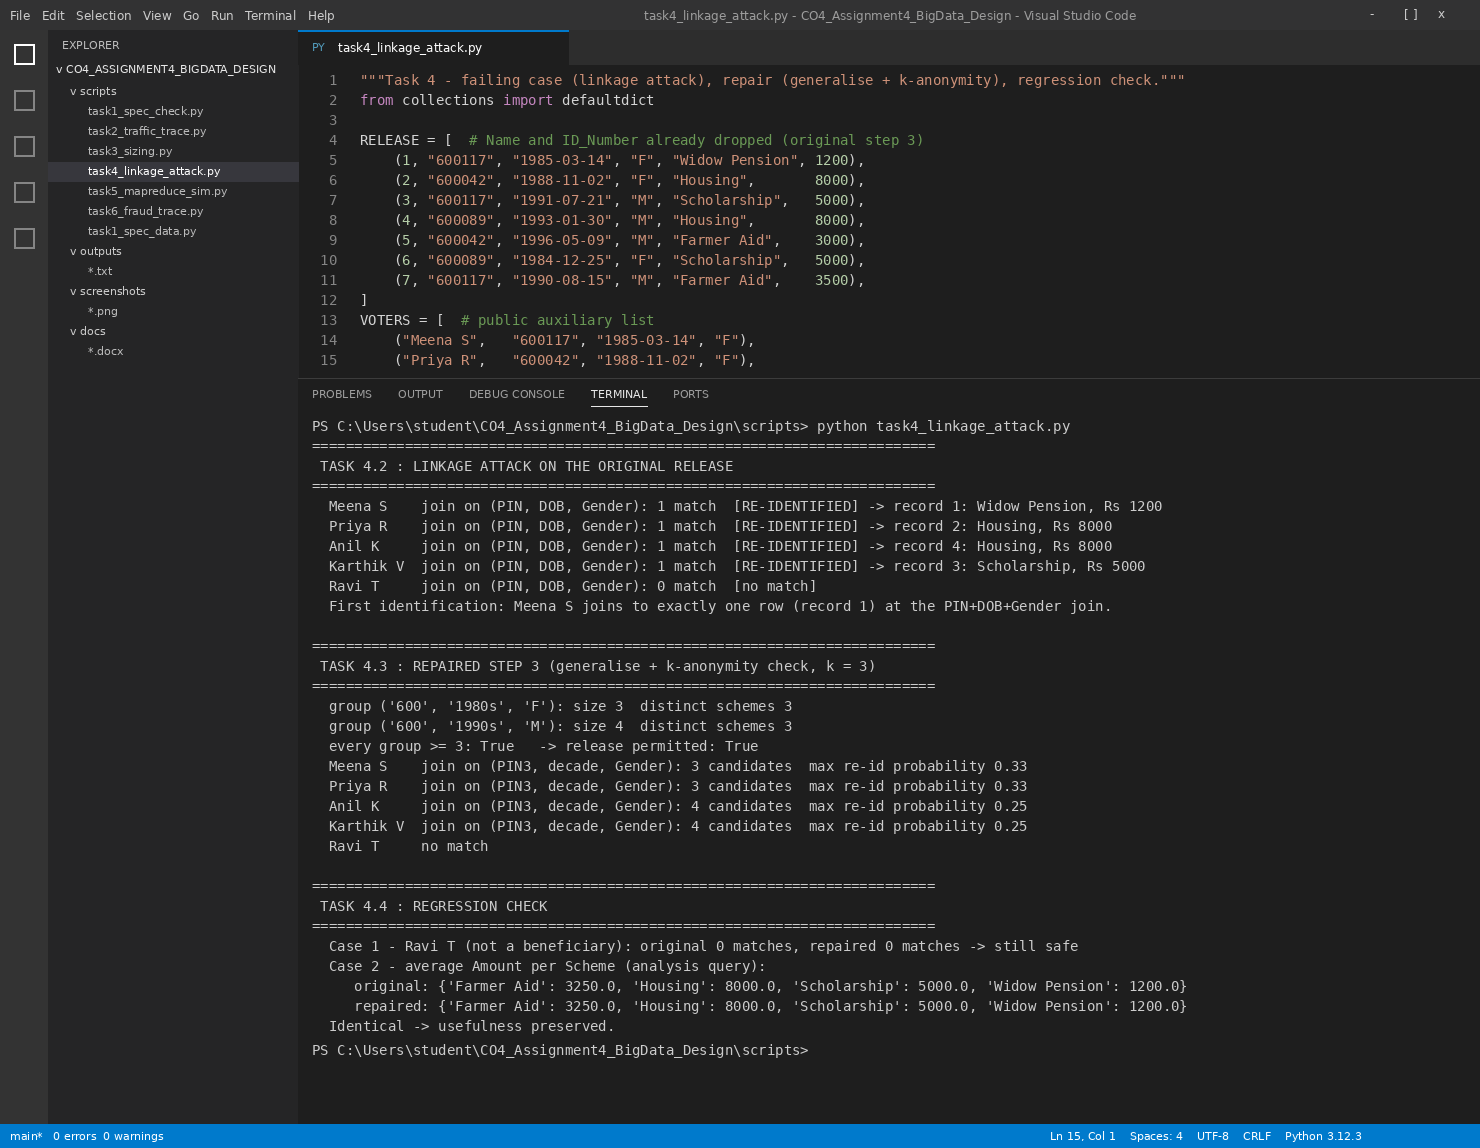 File Edit Selection View Go Run Terminal Help
task4_linkage_attack.py - CO4_Assignment4_BigData_Design - Visual Studio Code
- [ ] x
EXPLORER
v CO4_ASSIGNMENT4_BIGDATA_DESIGN
v scripts
task1_spec_check.py
task2_traffic_trace.py
task3_sizing.py
task4_linkage_attack.py
task5_mapreduce_sim.py
task6_fraud_trace.py
task1_spec_data.py
v outputs
*.txt
v screenshots
*.png
v docs
*.docx
PY task4_linkage_attack.py
1 """Task 4 - failing case (linkage attack), repair (generalise + k-anonymity), regression check."""
2 from collections import defaultdict
3
4 RELEASE = [  # Name and ID_Number already dropped (original step 3)
5     (1, "600117", "1985-03-14", "F", "Widow Pension", 1200),
6     (2, "600042", "1988-11-02", "F", "Housing",       8000),
7     (3, "600117", "1991-07-21", "M", "Scholarship",   5000),
8     (4, "600089", "1993-01-30", "M", "Housing",       8000),
9     (5, "600042", "1996-05-09", "M", "Farmer Aid",    3000),
10     (6, "600089", "1984-12-25", "F", "Scholarship",   5000),
11     (7, "600117", "1990-08-15", "M", "Farmer Aid",    3500),
12 ]
13 VOTERS = [  # public auxiliary list
14     ("Meena S",   "600117", "1985-03-14", "F"),
15     ("Priya R",   "600042", "1988-11-02", "F"),
PROBLEMS OUTPUT DEBUG CONSOLE TERMINAL PORTS
PS C:\Users\student\CO4_Assignment4_BigData_Design\scripts> python task4_linkage_attack.py
==========================================================================
 TASK 4.2 : LINKAGE ATTACK ON THE ORIGINAL RELEASE
==========================================================================
  Meena S    join on (PIN, DOB, Gender): 1 match  [RE-IDENTIFIED] -> record 1: Widow Pension, Rs 1200
  Priya R    join on (PIN, DOB, Gender): 1 match  [RE-IDENTIFIED] -> record 2: Housing, Rs 8000
  Anil K     join on (PIN, DOB, Gender): 1 match  [RE-IDENTIFIED] -> record 4: Housing, Rs 8000
  Karthik V  join on (PIN, DOB, Gender): 1 match  [RE-IDENTIFIED] -> record 3: Scholarship, Rs 5000
  Ravi T     join on (PIN, DOB, Gender): 0 match  [no match]
  First identification: Meena S joins to exactly one row (record 1) at the PIN+DOB+Gender join.

==========================================================================
 TASK 4.3 : REPAIRED STEP 3 (generalise + k-anonymity check, k = 3)
==========================================================================
  group ('600', '1980s', 'F'): size 3  distinct schemes 3
  group ('600', '1990s', 'M'): size 4  distinct schemes 3
  every group >= 3: True   -> release permitted: True
  Meena S    join on (PIN3, decade, Gender): 3 candidates  max re-id probability 0.33
  Priya R    join on (PIN3, decade, Gender): 3 candidates  max re-id probability 0.33
  Anil K     join on (PIN3, decade, Gender): 4 candidates  max re-id probability 0.25
  Karthik V  join on (PIN3, decade, Gender): 4 candidates  max re-id probability 0.25
  Ravi T     no match

==========================================================================
 TASK 4.4 : REGRESSION CHECK
==========================================================================
  Case 1 - Ravi T (not a beneficiary): original 0 matches, repaired 0 matches -> still safe
  Case 2 - average Amount per Scheme (analysis query):
     original: {'Farmer Aid': 3250.0, 'Housing': 8000.0, 'Scholarship': 5000.0, 'Widow Pension': 1200.0}
     repaired: {'Farmer Aid': 3250.0, 'Housing': 8000.0, 'Scholarship': 5000.0, 'Widow Pension': 1200.0}
  Identical -> usefulness preserved.
PS C:\Users\student\CO4_Assignment4_BigData_Design\scripts>
main* 0 errors 0 warnings
Ln 15, Col 1 Spaces: 4 UTF-8 CRLF Python 3.12.3